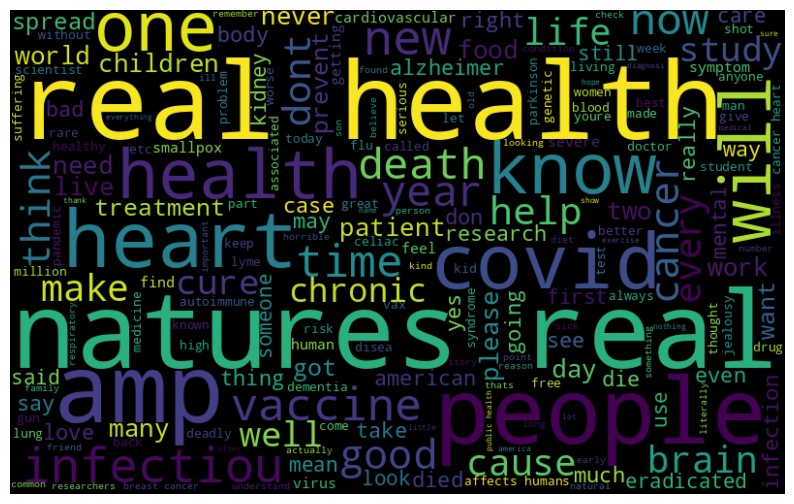 spread
one
never
cardiovascular
right
now
care
remember
check
sure
without
world
children
body
new
food
life
still
week
shot
study
scientist
dont
prevent
getting
alzheimer
living
symptom
anyone
real health
suffering
bad
problem
kidney
ill
worse
serious
parkinson
genetic
condition
found
women
blood
youre
hope
diagnosi
old
made
best
man
give
medical
really
cancer heart
will
rare
everything
etc
smallpox
associated
today
son
believe
let
flu
called
looking
severe
doctor
student
way
think
need
healthy
live
health
death
year
know
cancer
every
mental
illness
pandemic
thank
treatment
part
case
great
don
help
two
name
person
patient
may
research
better
show
number
heart
time
covid
work
important
horrible
keep
lyme
celiac
feel
diet
exercise
kid
test
million
find
make
cure
chronic
kind
first
always
want
natures real
respiratory
medicine
autoimmune
known
high
someone
vax
risk
human
disea
syndrome
yes
going
please
see
sick
nothing
something
thought
jealousy
drug
said
family
thing
dementia
got
american
story
point
reason
thats
free
day
die
even
say
amp
vaccine
people
public health
long
america
use
literally
infection
lung
gun
love
many
back
deadly
well
come
take
good
cause
lot
early
much
brain
friend
infectiou
often
actually
mean
virus
little
look
died
affects humans
eradicated
common
researchers
breast cancer
understand
natural